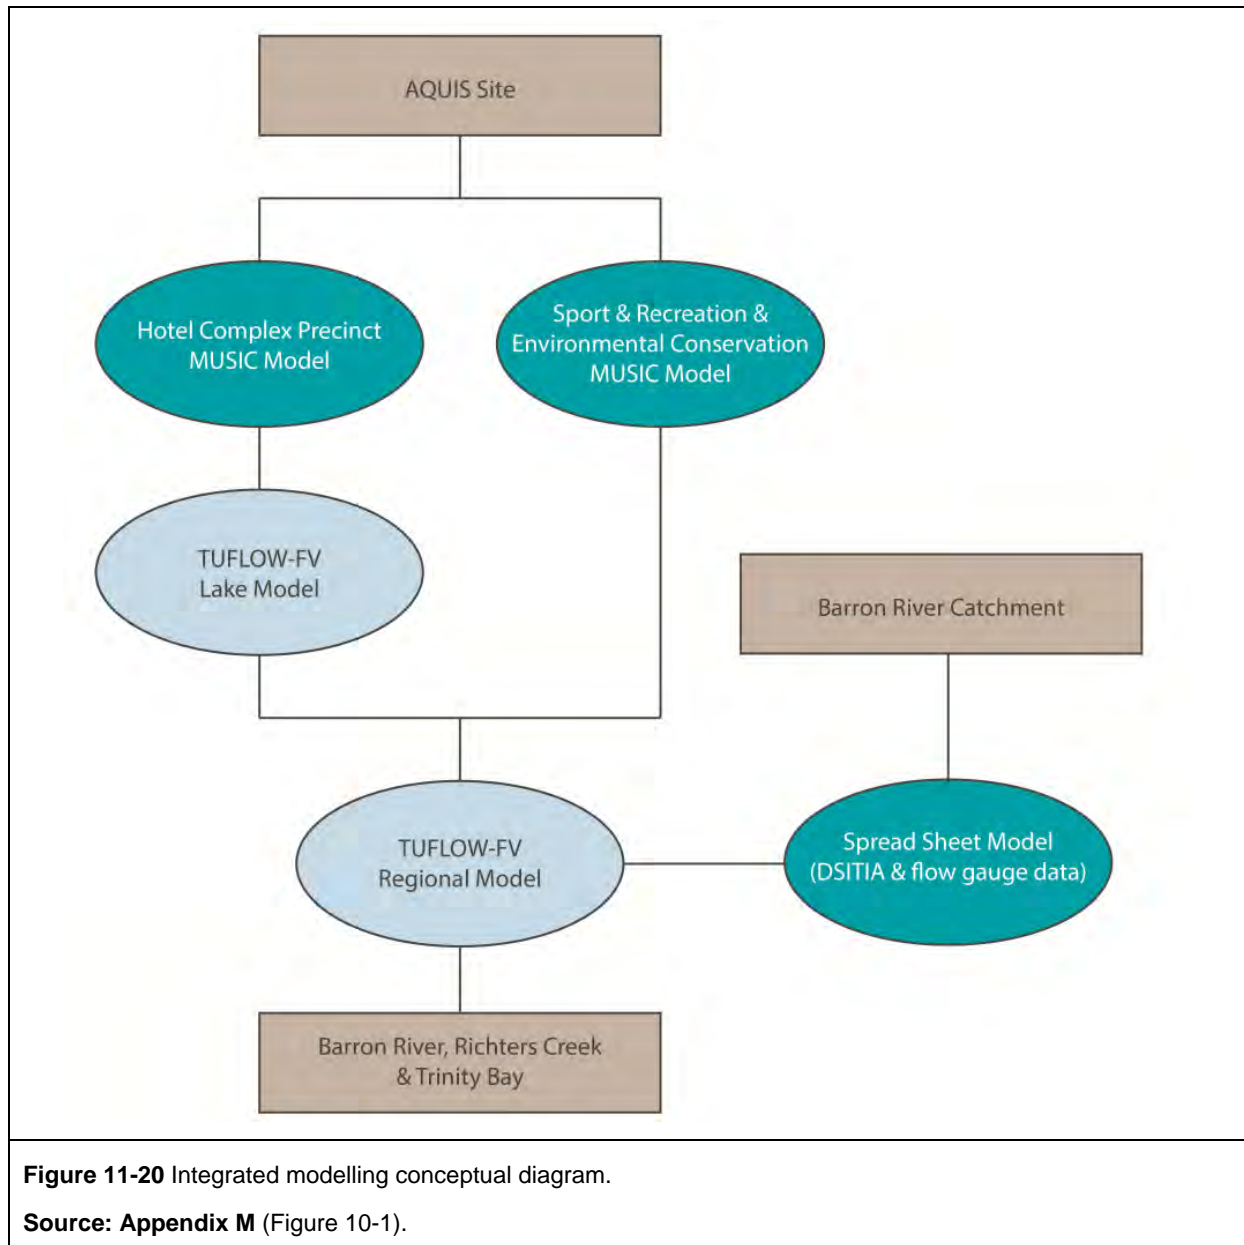 AQUIS Site
Hotel Complex Precinct
MUSIC Model
Sport & Recreation &
Environmental Conservation
MUSIC Model
TUFLOW-FV
Lake Model
Barron River Catchment
TUFLOW-FV
Regional Model
Spread Sheet Model
(DSITIA & flow gauge data)
Barron River, Richters Creek
& Trinity Bay
Figure 11-20 Integrated modelling conceptual diagram.
Source: Appendix M (Figure 10-1).